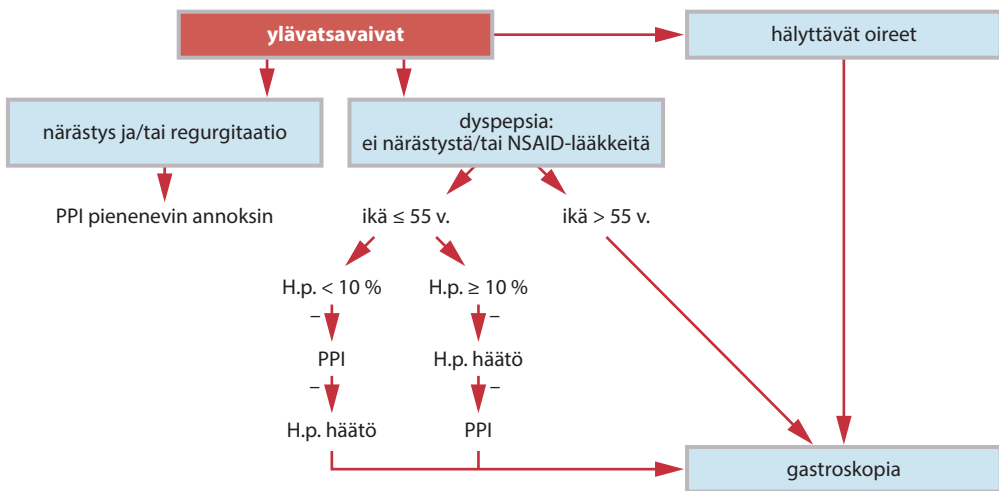 ylävatsavaivat
hälyttävät oireet
närästys ja/tai regurgitaatio
dyspepsia:
ei närästystä/tai NSAID-lääkkeitä
PPI pienenevin annoksin
ikä ≤ 55 v.
ikä > 55 v.
H.p. < 10 %
H.p. ≥ 10 %
–
–
PPI
H.p. häätö
–
–
H.p. häätö
PPI
gastroskopia